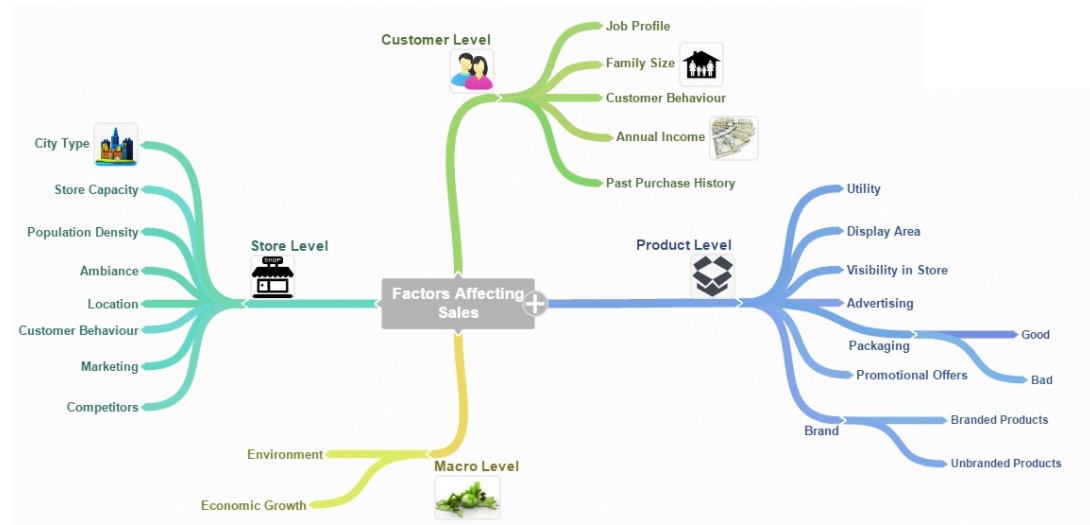 Customer Level
Job Profile
Family Size
Customer Behaviour
Annual Income
Past Purchase History
Store Level
SHOP
City Type
Store Capacity
Population Density
Ambiance
Location
Customer Behaviour
Marketing
Competitors
Factors Affecting
Sales
Product Level
Utility
Display Area
Visibility in Store
Advertising
Packaging
Good
Bad
Promotional Offers
Brand
Branded Products
Unbranded Products
Macro Level
Environment
Economic Growth